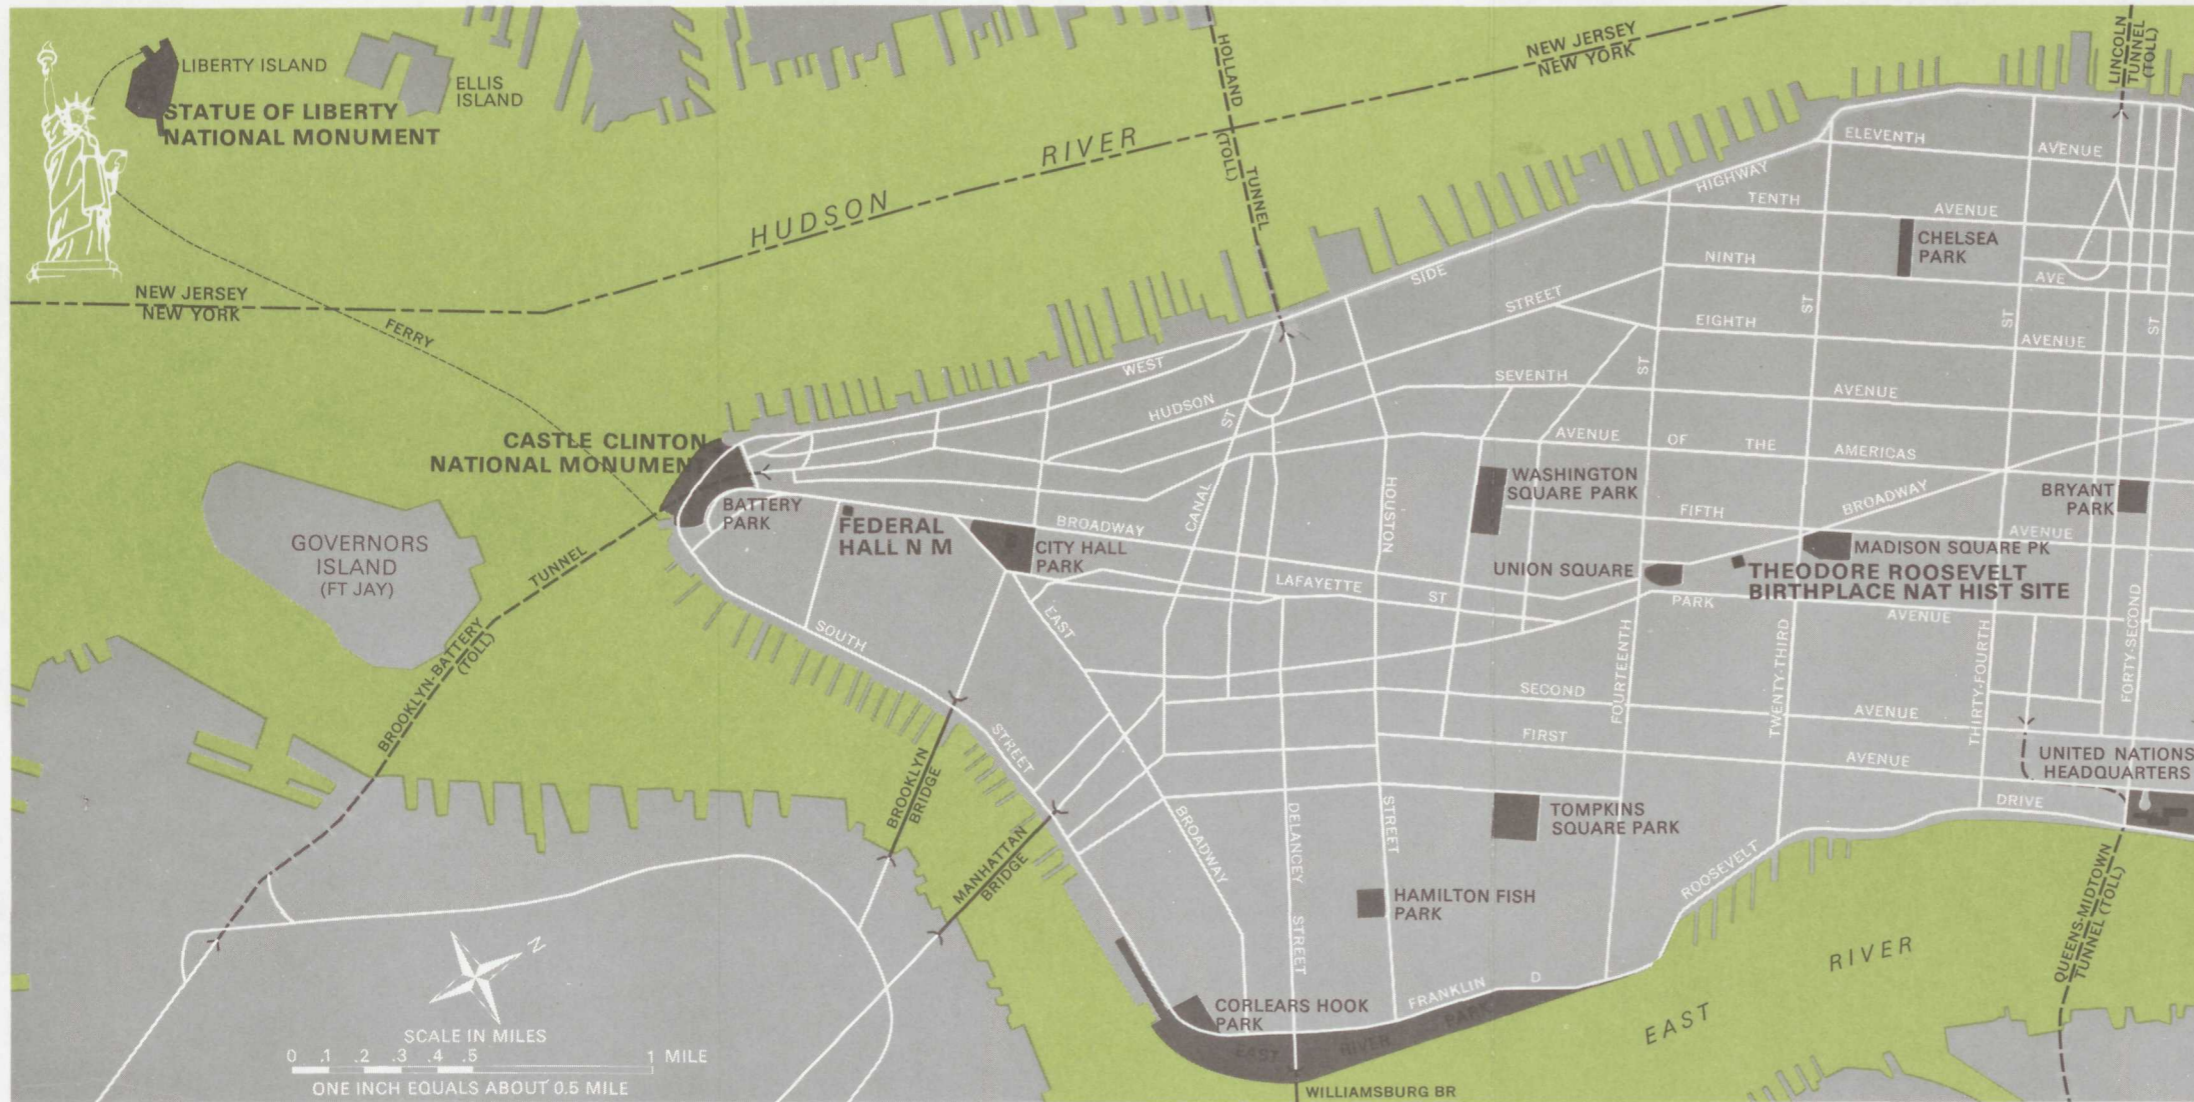 LIBERTY ISLAND
STATUE OF LIBERTY
NATIONAL MONUMENT
ELLIS
ISLAND
HOLLAND
(TOLL)
TUNNEL
NEW JERSEY
NEW YORK
LINCOLN
TUNNEL
(TOLL)
HUDSON RIVER
NEW JERSEY
NEW YORK
FERRY
ELEVENTH AVENUE
HIGHWAY
TENTH AVENUE
CHELSEA
PARK
NINTH AVE
SIDE
STREET
ST
ST
ST
EIGHTH AVENUE
WEST
ST
SEVENTH AVENUE
HUDSON
ST
AVENUE OF THE AMERICAS
CASTLE CLINTON
NATIONAL MONUMENT
BATTERY
PARK
FEDERAL
HALL N M
CITY HALL
PARK
BROADWAY
CANAL
HOUSTON
WASHINGTON
SQUARE PARK
BROADWAY
FIFTH AVENUE
BRYANT
PARK
MADISON SQUARE PK
UNION SQUARE
THEODORE ROOSEVELT
BIRTHPLACE NAT HIST SITE
GOVERNORS
ISLAND
(FT JAY)
TUNNEL
BROOKLYN-BATTERY
(TOLL)
LAFAYETTE ST
PARK AVENUE
EAST
SOUTH
STREET
FOURTEENTH
TWENTY-THIRD
THIRTY-FOURTH
FORTY-SECOND
SECOND AVENUE
FIRST AVENUE
UNITED NATIONS
HEADQUARTERS
DRIVE
BROOKLYN
BRIDGE
MANHATTAN
BRIDGE
BROADWAY
DELANCEY
STREET
STREET
TOMPKINS
SQUARE PARK
ROOSEVELT
HAMILTON FISH
PARK
QUEENS-MIDTOWN
TUNNEL (TOLL)
EAST RIVER
FRANKLIN D
CORLEARS HOOK
PARK
EAST RIVER PARK
WILLIAMSBURG BR
N
SCALE IN MILES
0 .1 .2 .3 .4 .5 1 MILE
ONE INCH EQUALS ABOUT 0.5 MILE